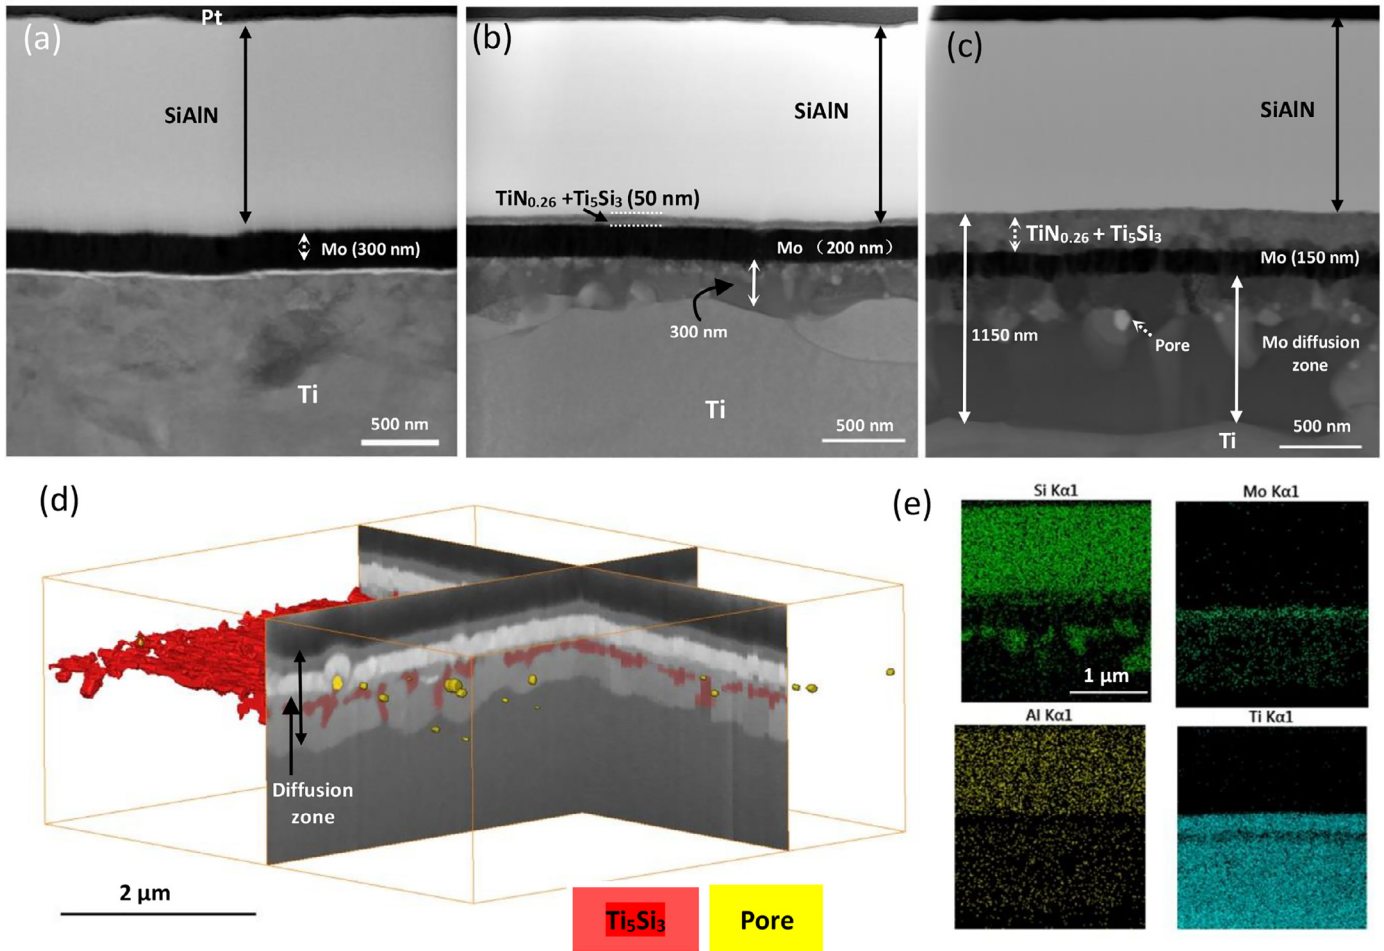 (a)
Pt
SiAlN
Mo (300 nm)
Ti
500 nm
(b)
SiAlN
TiN0.26 +Ti5Si3 (50 nm)
Mo （200 nm）
300 nm
Ti
500 nm
(c)
SiAlN
TiN0.26 + Ti5Si3
Mo (150 nm)
1150 nm
Pore
Mo diffusion
zone
Ti
500 nm
(d)
Diffusion
zone
2 μm
Ti5Si3
Pore
(e)
Si Kα1
Mo Kα1
1 μm
Al Kα1
Ti Kα1